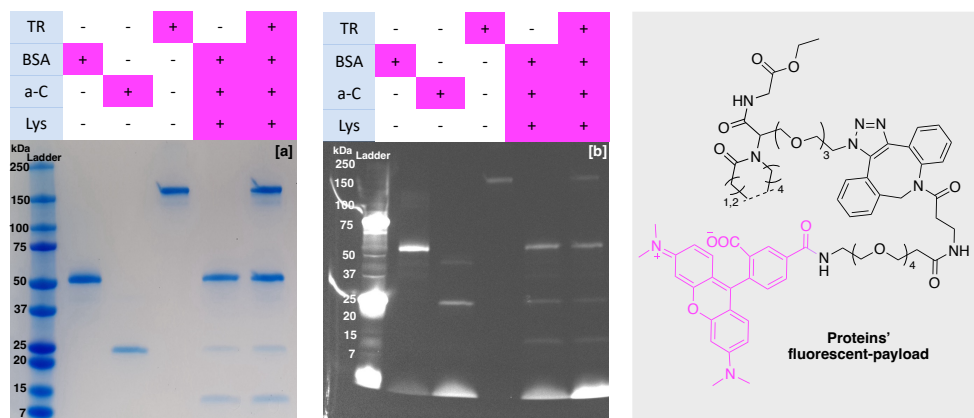 TR - - + - +
BSA + - - + +
a-C - + - + +
Lys - - - + +
kDa
Ladder
[a]
250
150
100
75
50
37
25
20
15
10
7
TR - - + - +
BSA + - - + +
a-C - + - + +
Lys - - - + +
kDa
Ladder
[b]
250
150
100
75
50
37
25
20
15
7
O
O
HN
O
O
N
O
3
N
N
N
O
4
1,2
N
O
O
O
O
N
+
O
N
N
H
O
4
O
NH
Proteins'
fluorescent-payload